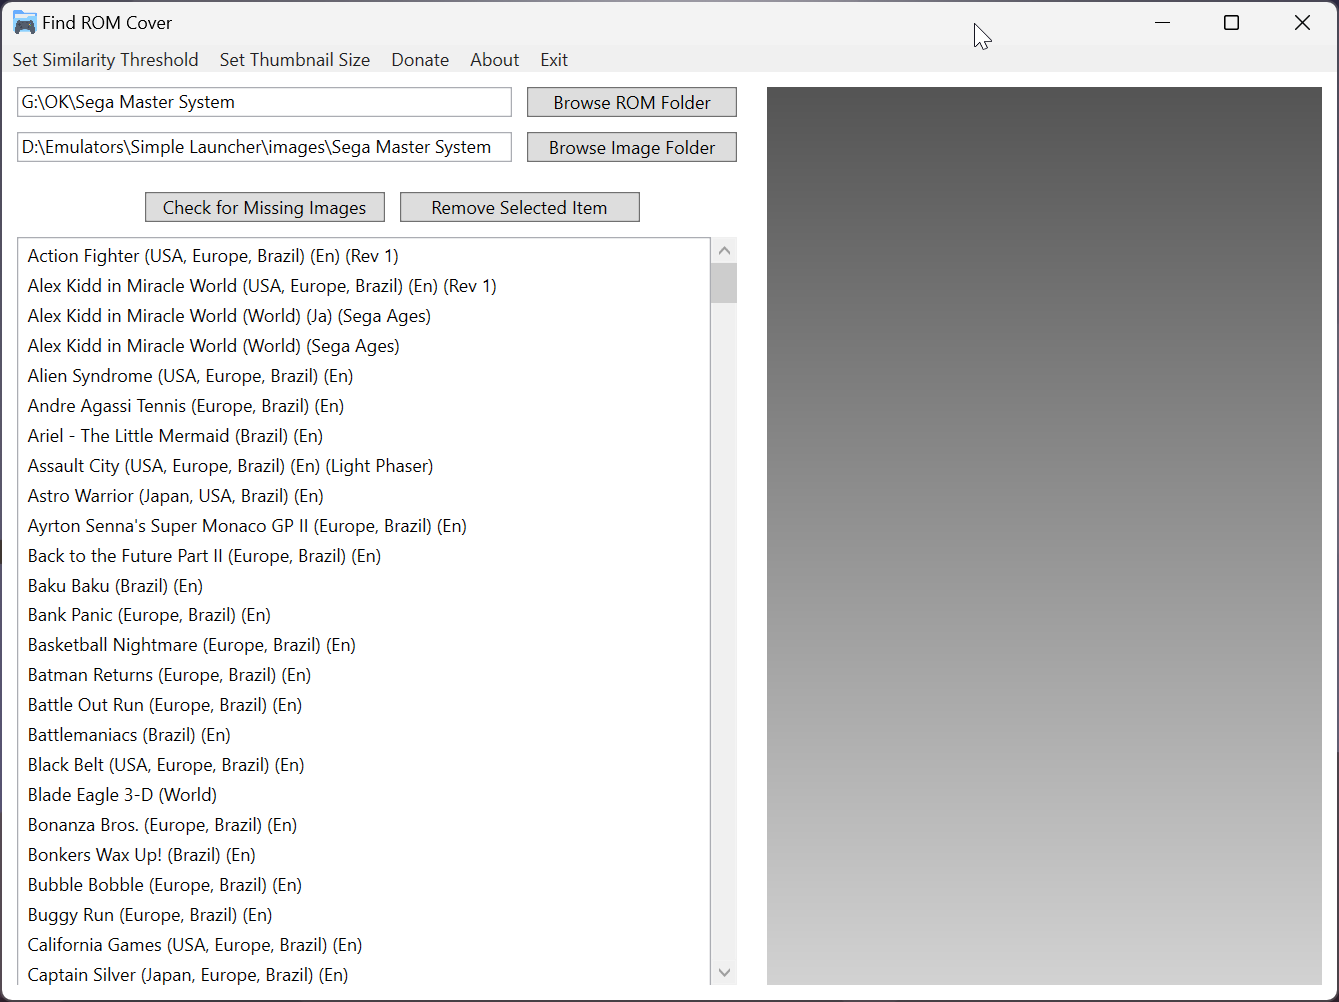 Find ROM Cover
Set Similarity Threshold Set Thumbnail Size Donate About Exit
G:\OK\Sega Master System
Browse ROM Folder
D:\Emulators\Simple Launcher\images\Sega Master System
Browse Image Folder
Check for Missing Images
Remove Selected Item
Action Fighter (USA, Europe, Brazil) (En) (Rev 1)
Alex Kidd in Miracle World (USA, Europe, Brazil) (En) (Rev 1)
Alex Kidd in Miracle World (World) (Ja) (Sega Ages)
Alex Kidd in Miracle World (World) (Sega Ages)
Alien Syndrome (USA, Europe, Brazil) (En)
Andre Agassi Tennis (Europe, Brazil) (En)
Ariel - The Little Mermaid (Brazil) (En)
Assault City (USA, Europe, Brazil) (En) (Light Phaser)
Astro Warrior (Japan, USA, Brazil) (En)
Ayrton Senna's Super Monaco GP II (Europe, Brazil) (En)
Back to the Future Part II (Europe, Brazil) (En)
Baku Baku (Brazil) (En)
Bank Panic (Europe, Brazil) (En)
Basketball Nightmare (Europe, Brazil) (En)
Batman Returns (Europe, Brazil) (En)
Battle Out Run (Europe, Brazil) (En)
Battlemaniacs (Brazil) (En)
Black Belt (USA, Europe, Brazil) (En)
Blade Eagle 3-D (World)
Bonanza Bros. (Europe, Brazil) (En)
Bonkers Wax Up! (Brazil) (En)
Bubble Bobble (Europe, Brazil) (En)
Buggy Run (Europe, Brazil) (En)
California Games (USA, Europe, Brazil) (En)
Captain Silver (Japan, Europe, Brazil) (En)